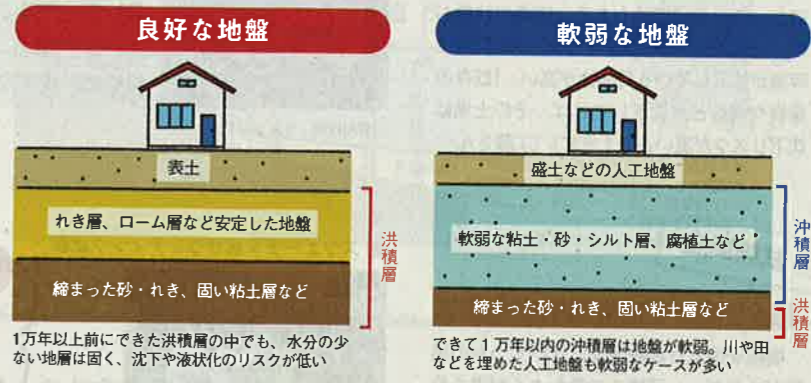 良好な地盤
表土
れき層、ローム層など安定した地盤
締まった砂・れき、固い粘土層など
洪積層
1万年以上前にできた洪積層の中でも、水分の少
ない地層は固く、沈下や液状化のリスクが低い
軟弱な地盤
盛土などの人工地盤
軟弱な粘土・砂・シルト層、腐植土など
締まった砂・れき、固い粘土層など
沖積層
洪積層
できて1万年以内の沖積層は地盤が軟弱。川や田
などを埋めた人工地盤も軟弱なケースが多い